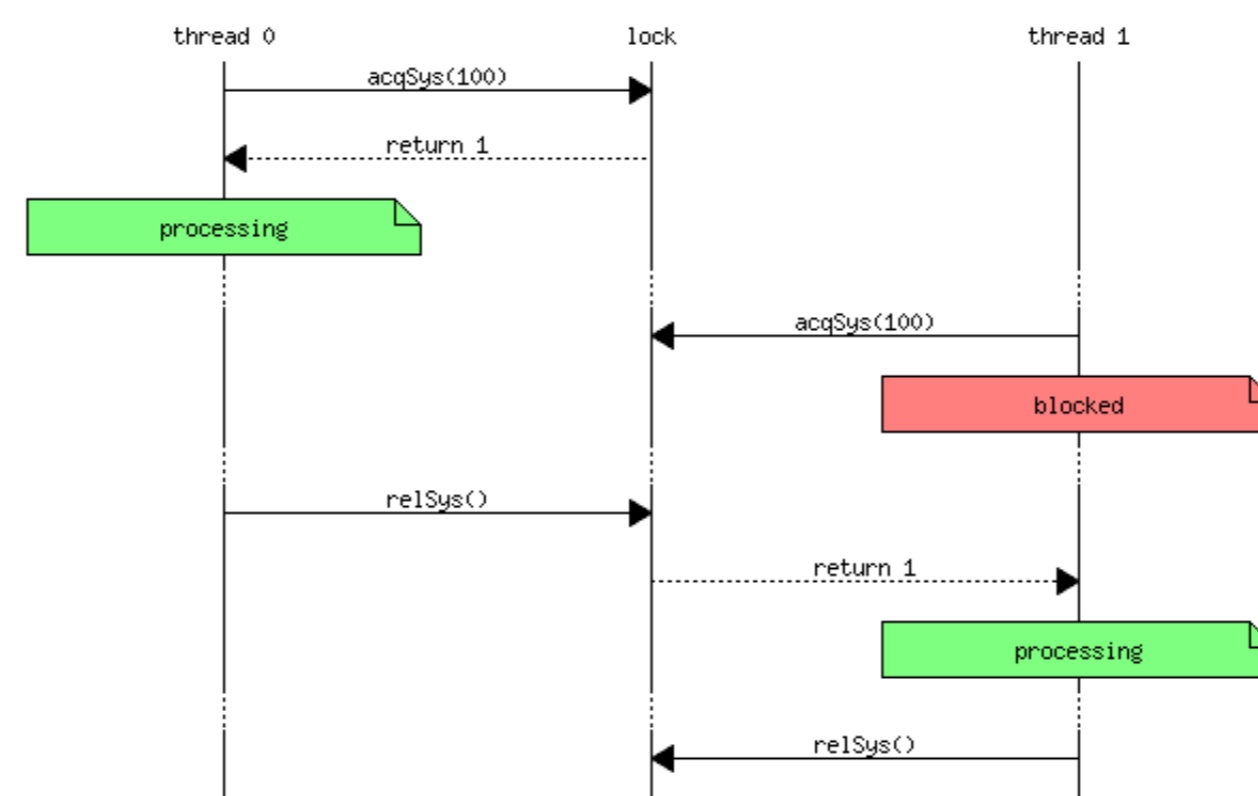 thread 0 lock thread 1
acqSys(100)
return 1
processing
acqSys(100)
blocked
relSys()
return 1
processing
relSys()